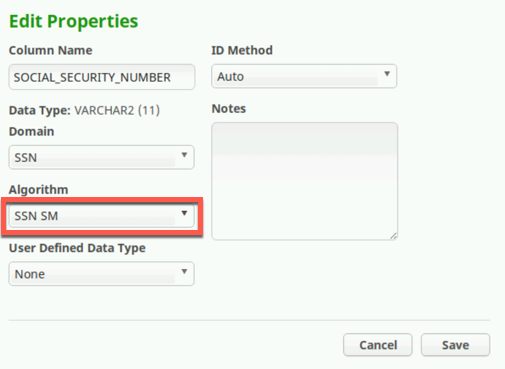 Edit Properties
Column Name
SOCIAL_SECURITY_NUMBER
Data Type: VARCHAR2 (11)
Domain
SSN
Algorithm
SSN SM
User Defined Data Type
None
ID Method
Auto
Notes
Cancel
Save